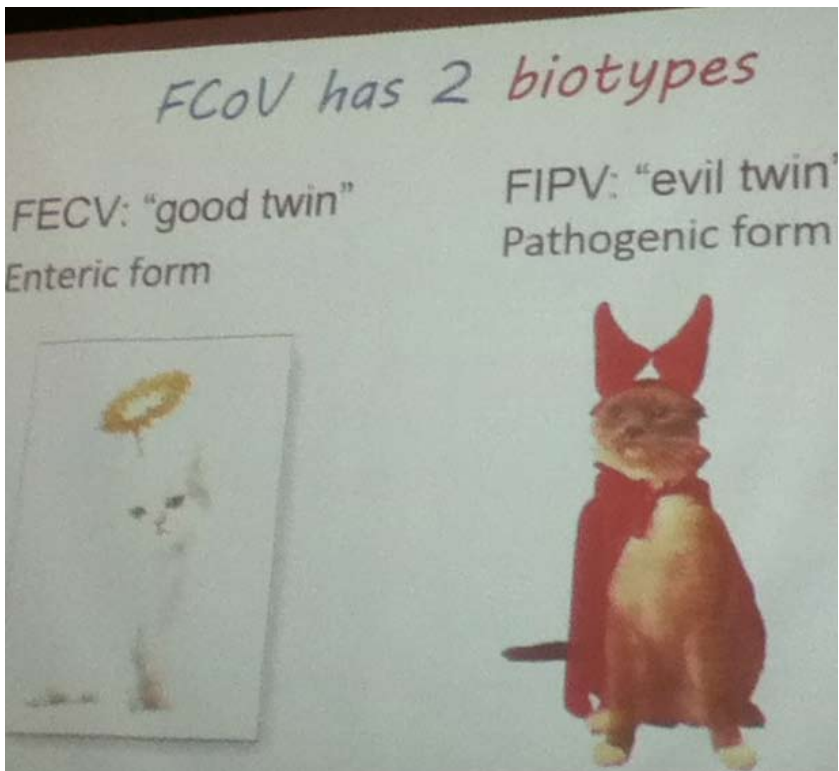 FCoV has 2 biotypes
FECV: “good twin”
Enteric form
FIPV: “evil twin”
Pathogenic form